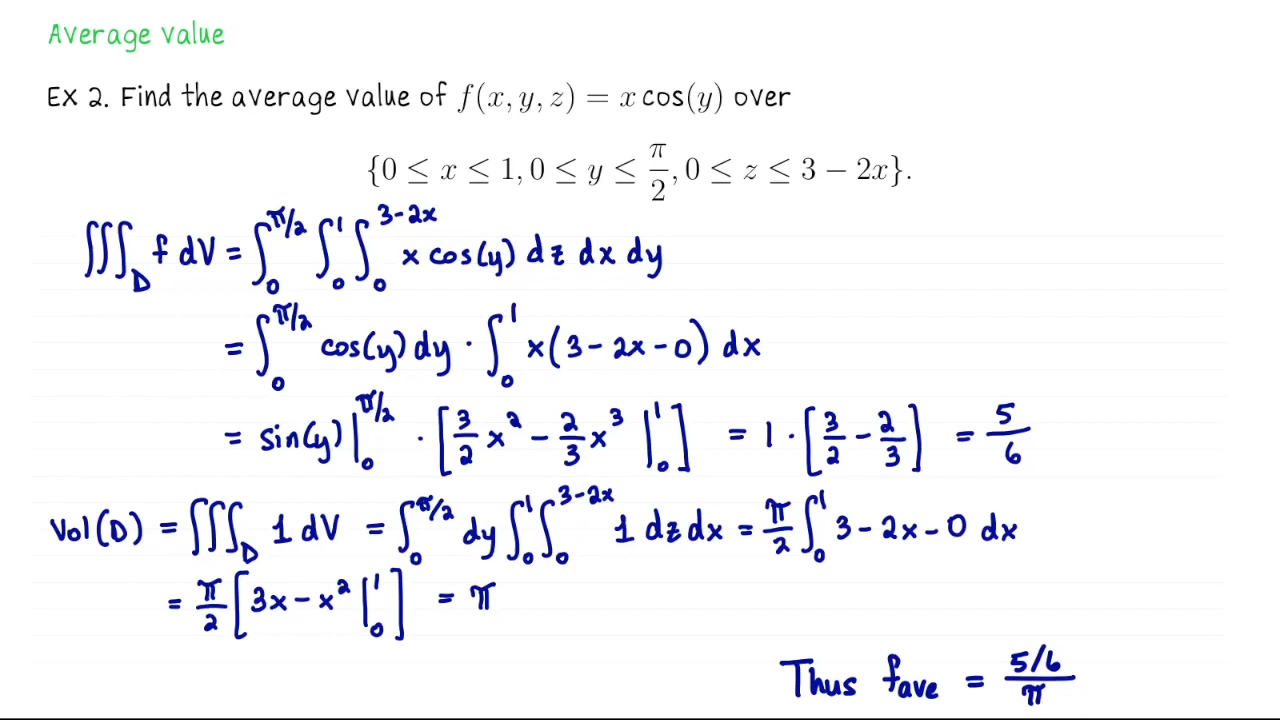 Average value
Ex 2. Find the average value of f(x, y, z) = x cos(y) over
{0 ≤ x ≤ 1, 0 ≤ y ≤ π/2, 0 ≤ z ≤ 3 − 2x}.
∭_D f dV = ∫_0^{π/2} ∫_0^1 ∫_0^{3-2x} x cos(y) dz dx dy
= ∫_0^{π/2} cos(y) dy · ∫_0^1 x(3 - 2x - 0) dx
= sin(y)|_0^{π/2} · [3/2 x^2 - 2/3 x^3 |_0^1] = 1 · [3/2 - 2/3] = 5/6
Vol(D) = ∭_D 1 dV = ∫_0^{π/2} dy ∫_0^1 ∫_0^{3-2x} 1 dz dx = π/2 ∫_0^1 3 - 2x - 0 dx
= π/2 [3x - x^2 |_0^1] = π
Thus f_ave = (5/6)/π